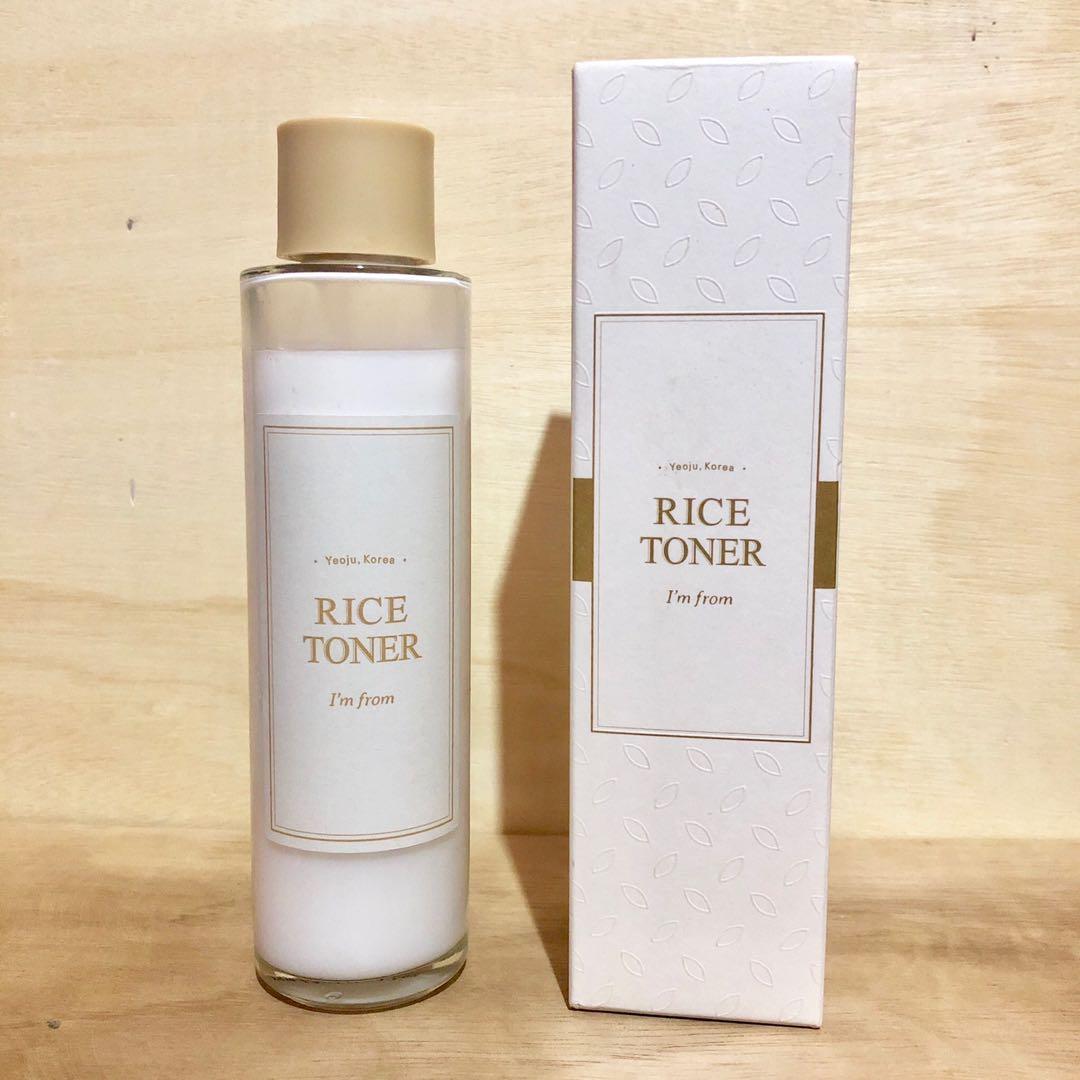 · Yeoju, Korea ·
RICE
TONER
I'm from
· Yeoju, Korea ·
RICE
TONER
I'm from